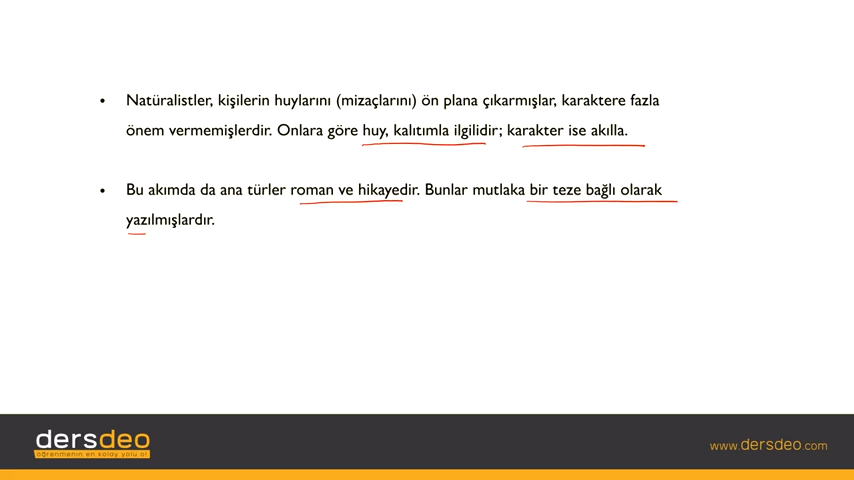 • Natüralistler, kişilerin huylarını (mizaçlarını) ön plana çıkarmışlar, karaktere fazla
önem vermemişlerdir. Onlara göre huy, kalıtımla ilgilidir; karakter ise akılla.
• Bu akımda da ana türler roman ve hikayedir. Bunlar mutlaka bir teze bağlı olarak
yazılmışlardır.
dersdeo
öğrenmenin en kolay yolu o!
www.dersdeo.com